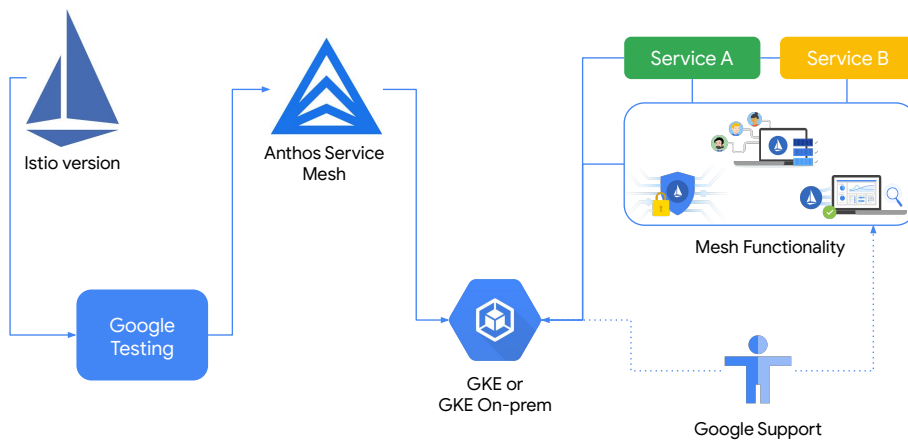 Service A
Service B
Istio version
Anthos Service
Mesh
Mesh Functionality
Google
Testing
GKE or
GKE On-prem
Google Support